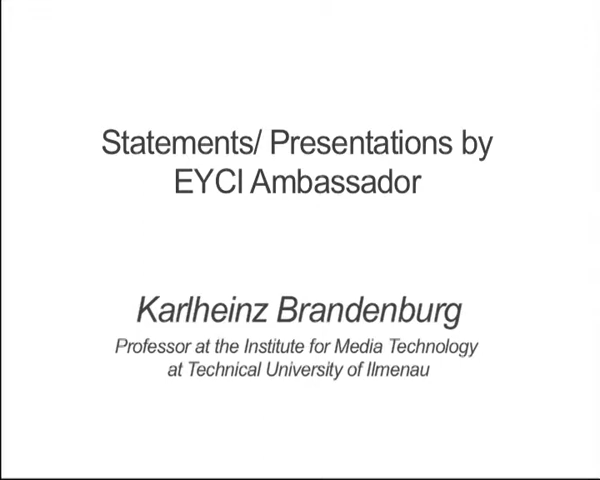 Statements/ Presentations by
EYCI Ambassador
Karlheinz Brandenburg
Professor at the Institute for Media Technology
at Technical University of Ilmenau